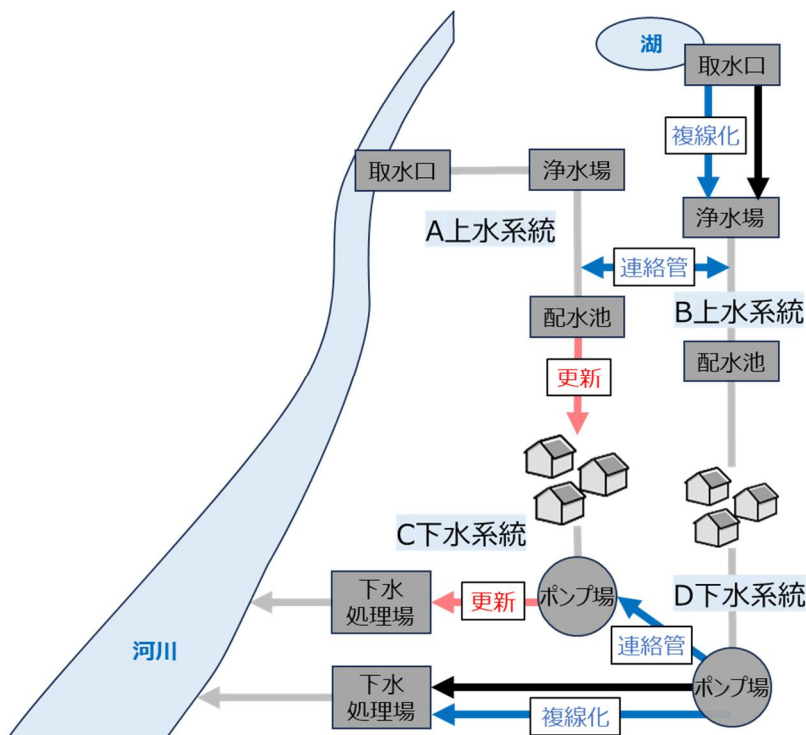 湖
取水口
複線化
取水口
浄水場
浄水場
A上水系統
連絡管
B上水系統
配水池
配水池
更新
C下水系統
下水
処理場
更新
ポンプ場
D下水系統
連絡管
河川
下水
処理場
ポンプ場
複線化